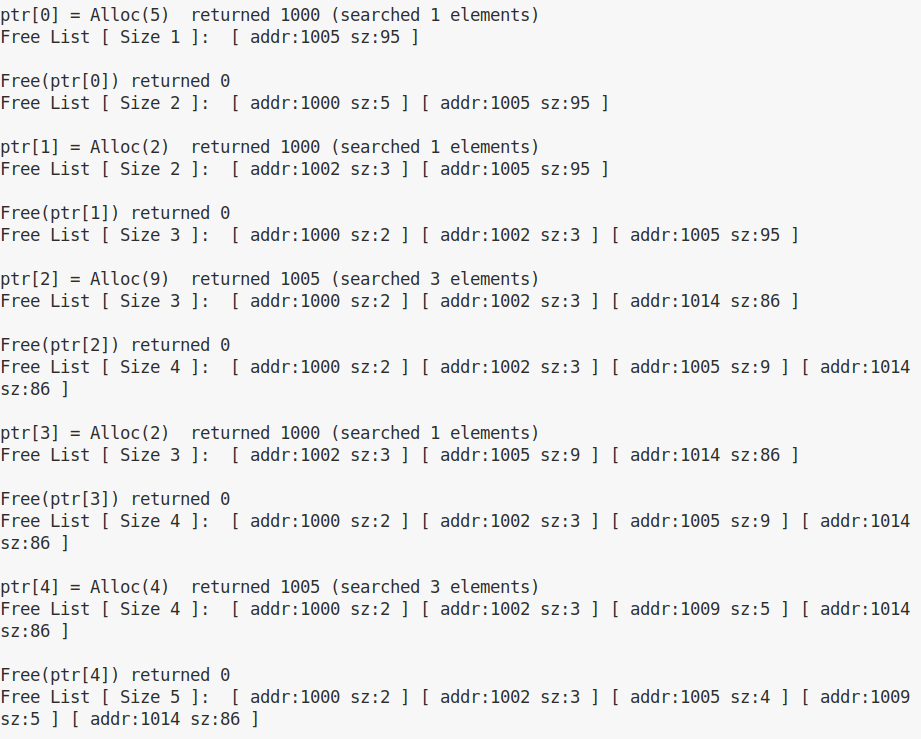 ptr[0] = Alloc(5)  returned 1000 (searched 1 elements)
Free List [ Size 1 ]:  [ addr:1005 sz:95 ]

Free(ptr[0]) returned 0
Free List [ Size 2 ]:  [ addr:1000 sz:5 ] [ addr:1005 sz:95 ]

ptr[1] = Alloc(2)  returned 1000 (searched 1 elements)
Free List [ Size 2 ]:  [ addr:1002 sz:3 ] [ addr:1005 sz:95 ]

Free(ptr[1]) returned 0
Free List [ Size 3 ]:  [ addr:1000 sz:2 ] [ addr:1002 sz:3 ] [ addr:1005 sz:95 ]

ptr[2] = Alloc(9)  returned 1005 (searched 3 elements)
Free List [ Size 3 ]:  [ addr:1000 sz:2 ] [ addr:1002 sz:3 ] [ addr:1014 sz:86 ]

Free(ptr[2]) returned 0
Free List [ Size 4 ]:  [ addr:1000 sz:2 ] [ addr:1002 sz:3 ] [ addr:1005 sz:9 ] [ addr:1014
sz:86 ]

ptr[3] = Alloc(2)  returned 1000 (searched 1 elements)
Free List [ Size 3 ]:  [ addr:1002 sz:3 ] [ addr:1005 sz:9 ] [ addr:1014 sz:86 ]

Free(ptr[3]) returned 0
Free List [ Size 4 ]:  [ addr:1000 sz:2 ] [ addr:1002 sz:3 ] [ addr:1005 sz:9 ] [ addr:1014
sz:86 ]

ptr[4] = Alloc(4)  returned 1005 (searched 3 elements)
Free List [ Size 4 ]:  [ addr:1000 sz:2 ] [ addr:1002 sz:3 ] [ addr:1009 sz:5 ] [ addr:1014
sz:86 ]

Free(ptr[4]) returned 0
Free List [ Size 5 ]:  [ addr:1000 sz:2 ] [ addr:1002 sz:3 ] [ addr:1005 sz:4 ] [ addr:1009
sz:5 ] [ addr:1014 sz:86 ]